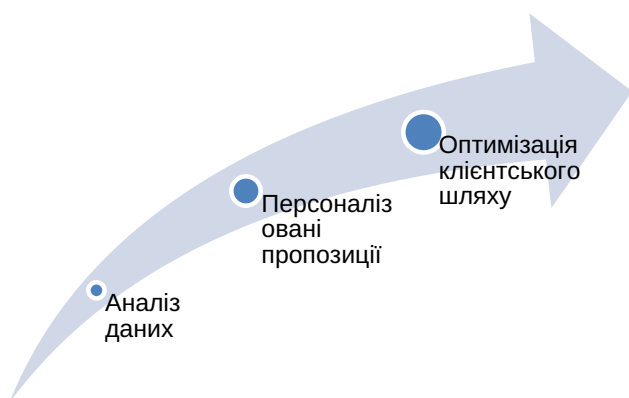 Оптимізація
клієнтського
шляху
Персоналіз
овані
пропозиції
Аналіз
даних